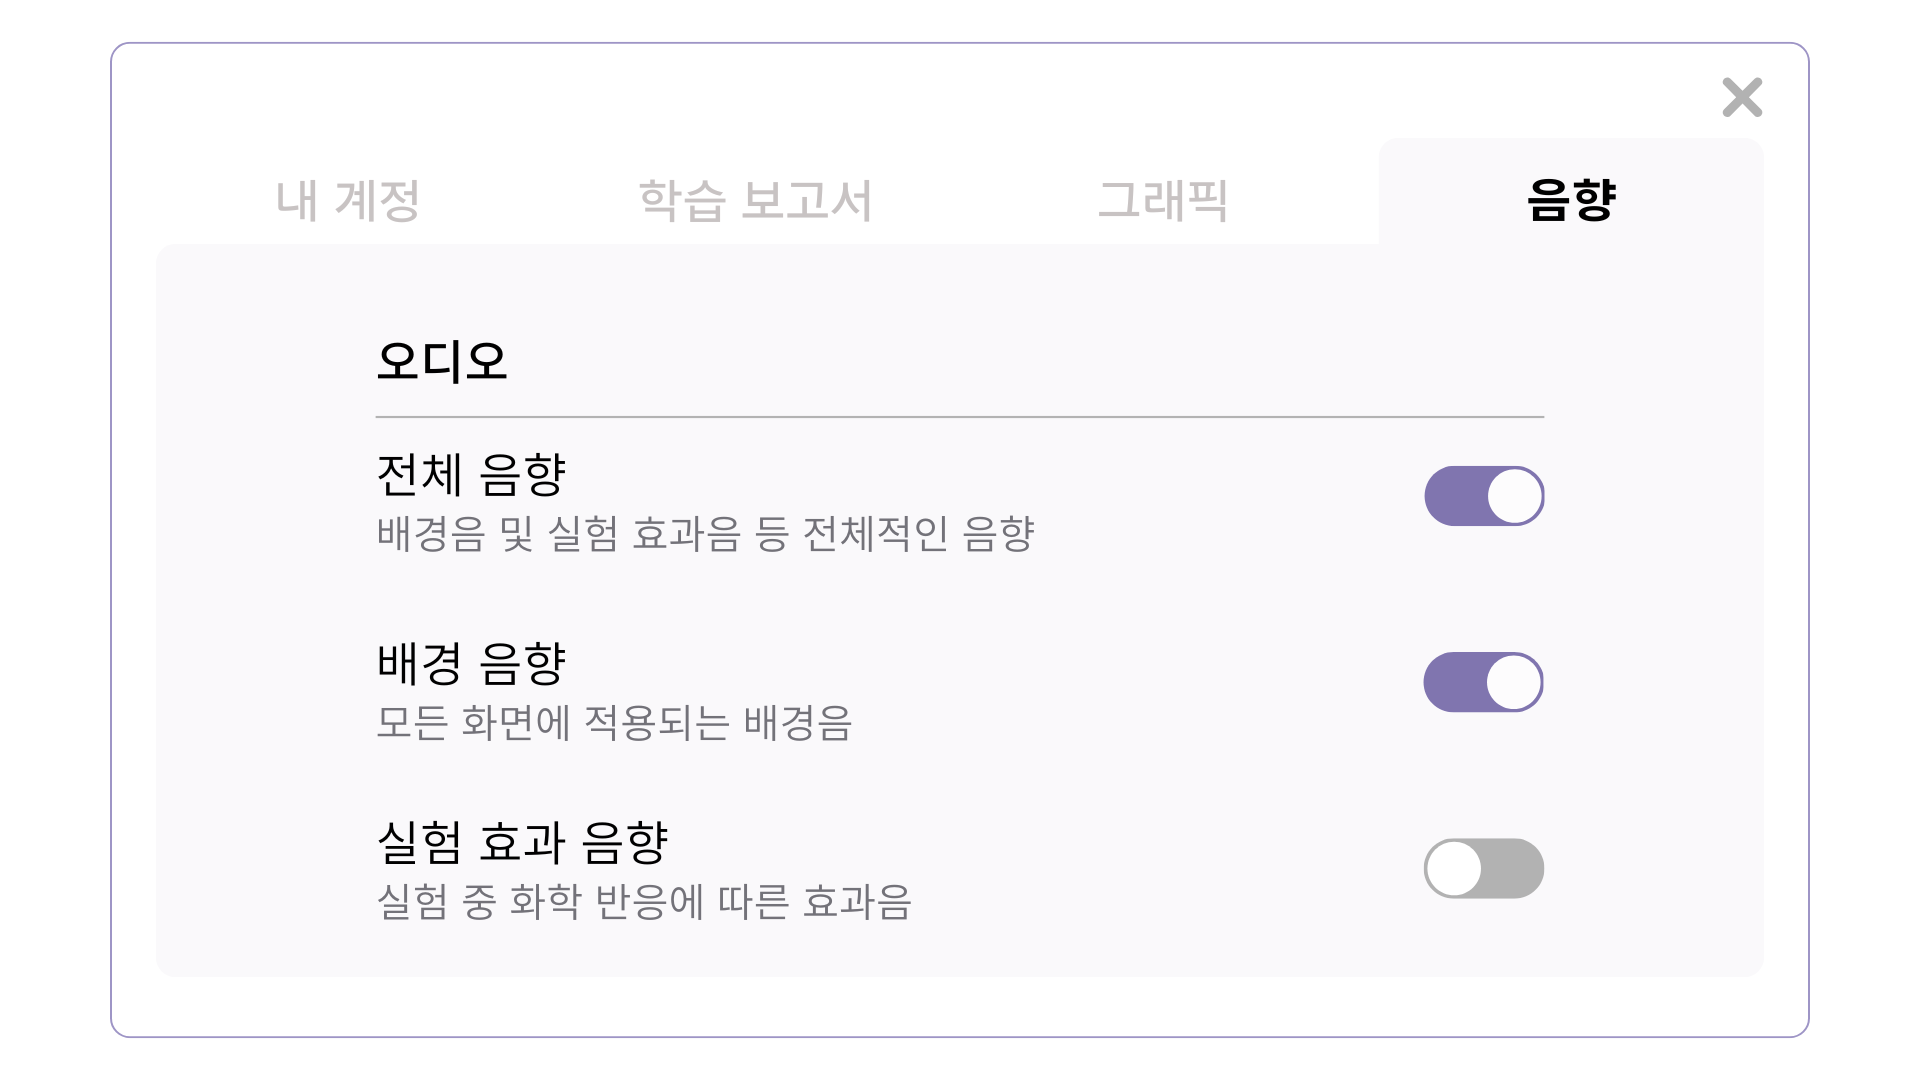 내 계정
학습 보고서
그래픽
음향
오디오
전체 음향
배경음 및 실험 효과음 등 전체적인 음향
배경 음향
모든 화면에 적용되는 배경음
실험 효과 음향
실험 중 화학 반응에 따른 효과음